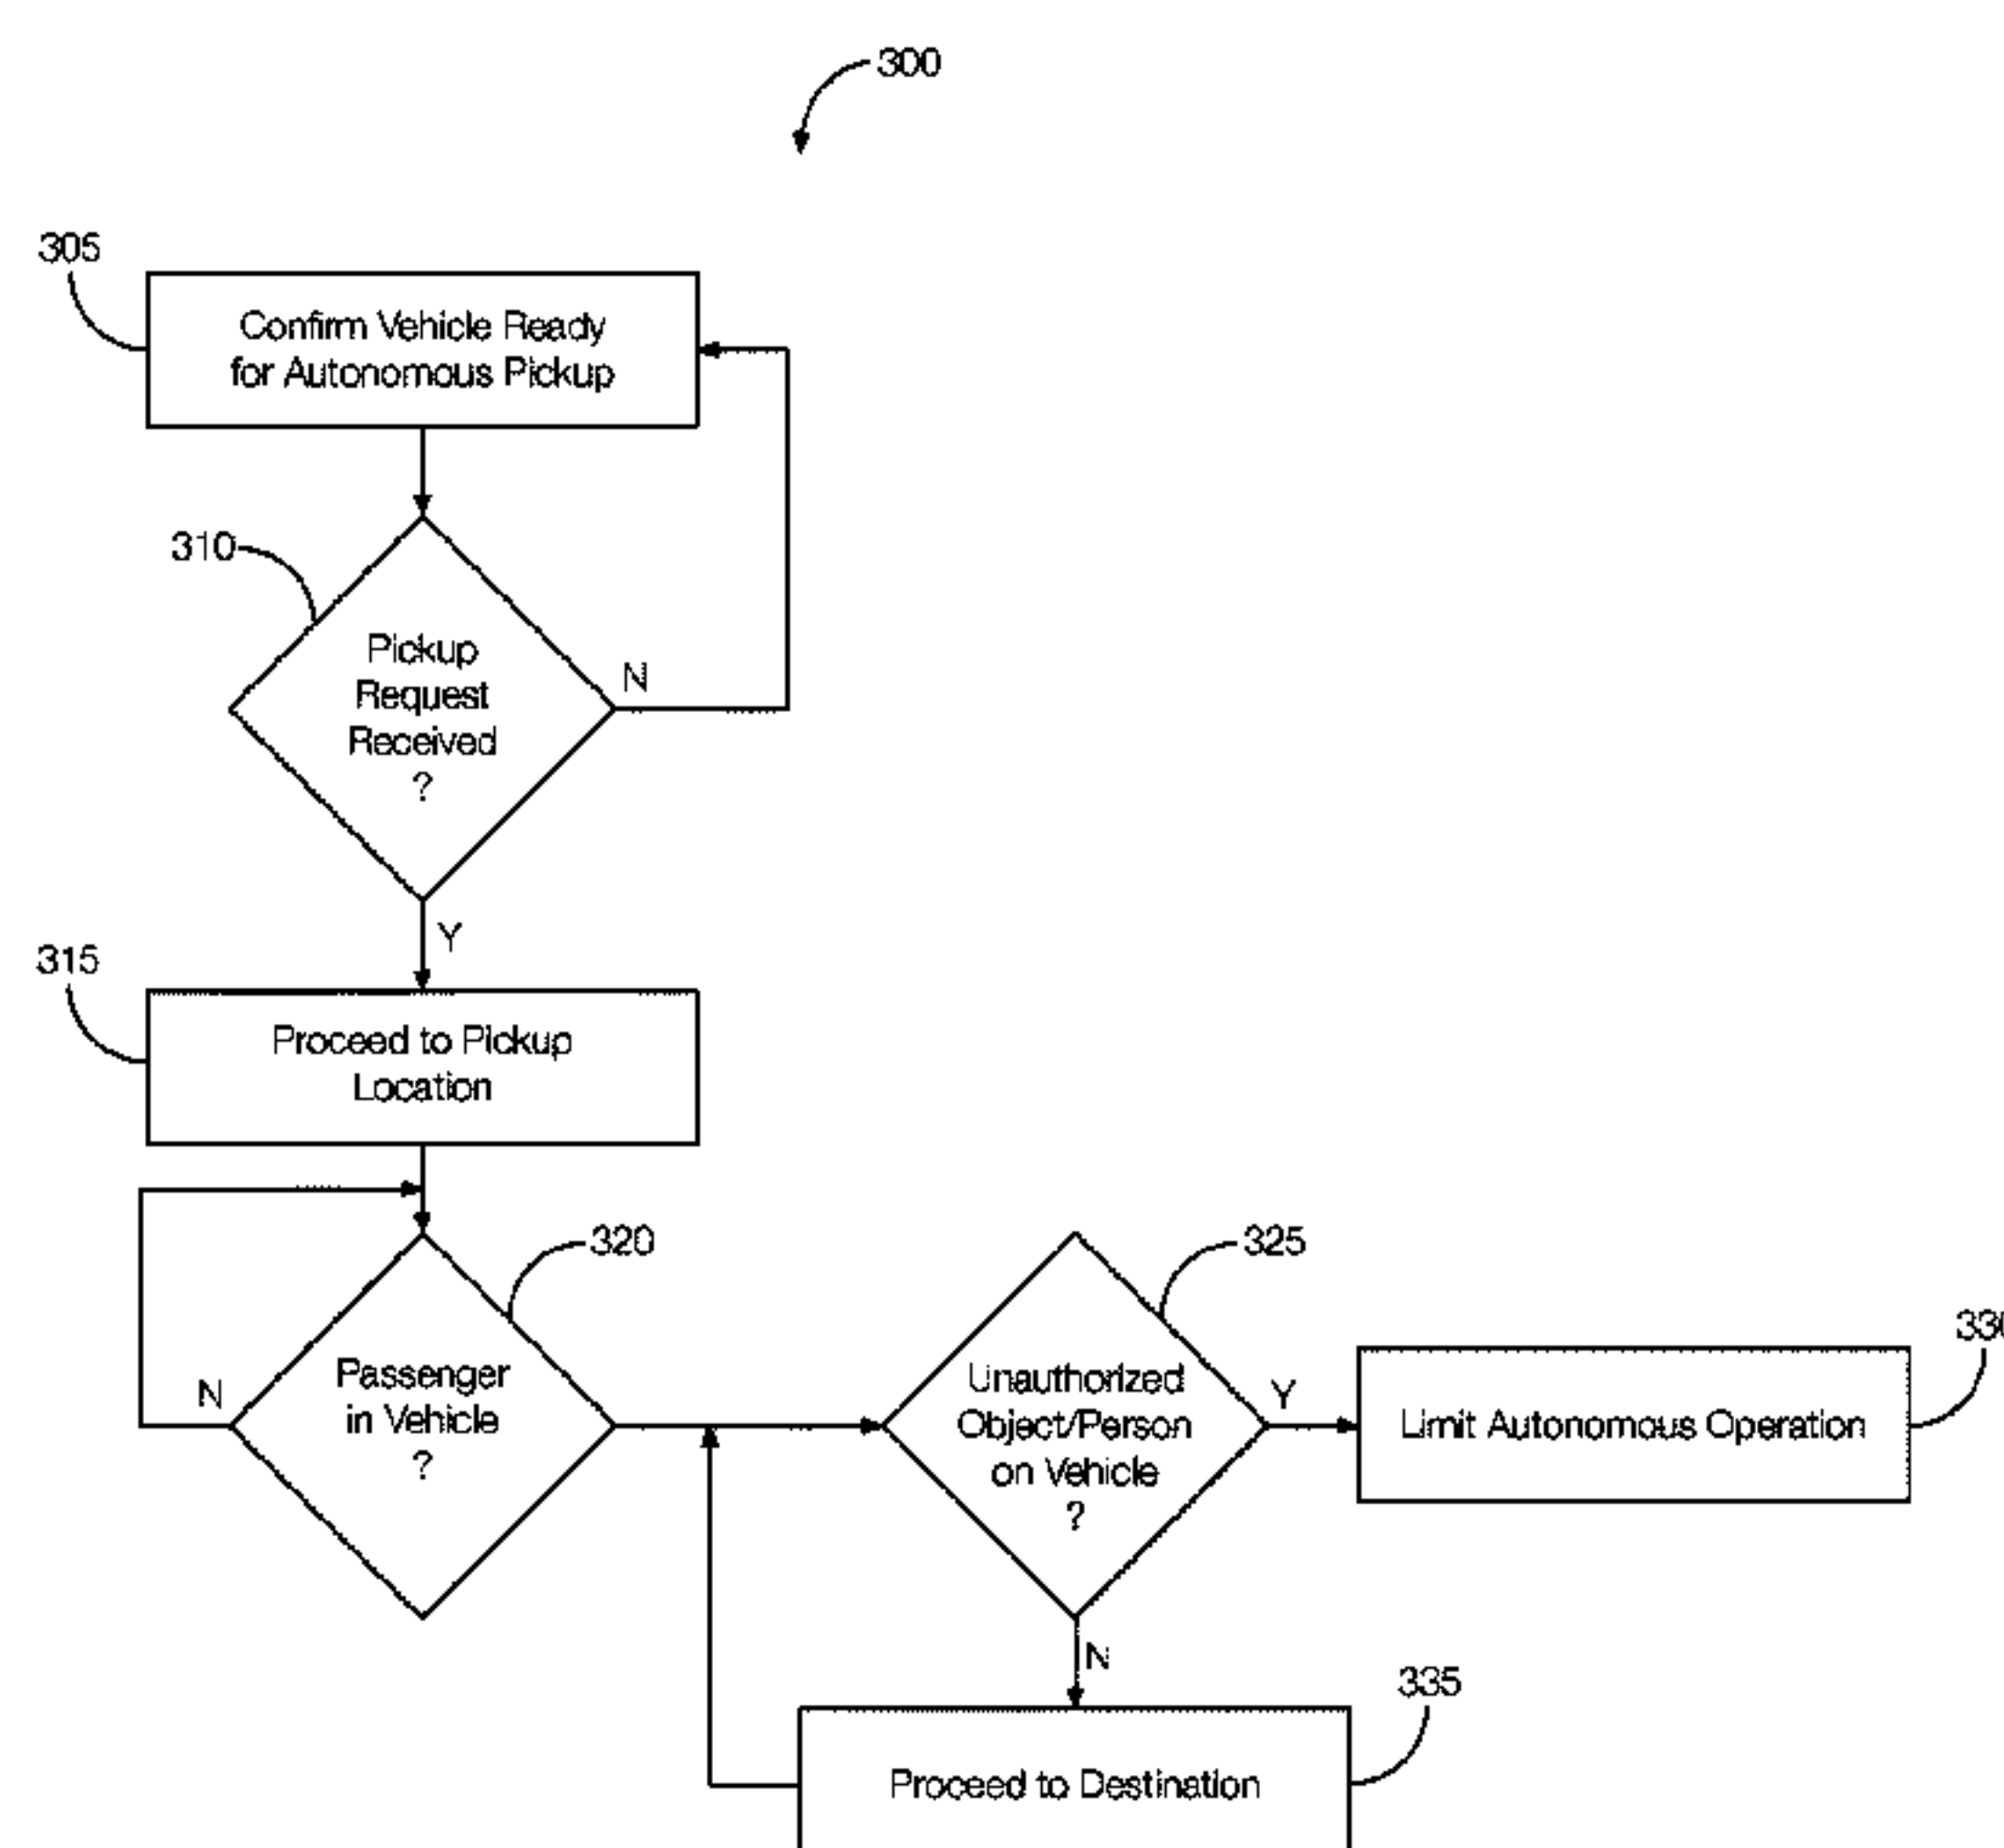 300
305
Confirm Vehicle Ready
for Autonomous Pickup
310
Pickup
Request
Received
?
N
Y
315
Proceed to Pickup
Location
320
Passenger
in Vehicle
?
N
325
Unauthorized
Object/Person
on Vehicle
?
Y
330
Limit Autonomous Operation
N
335
Proceed to Destination